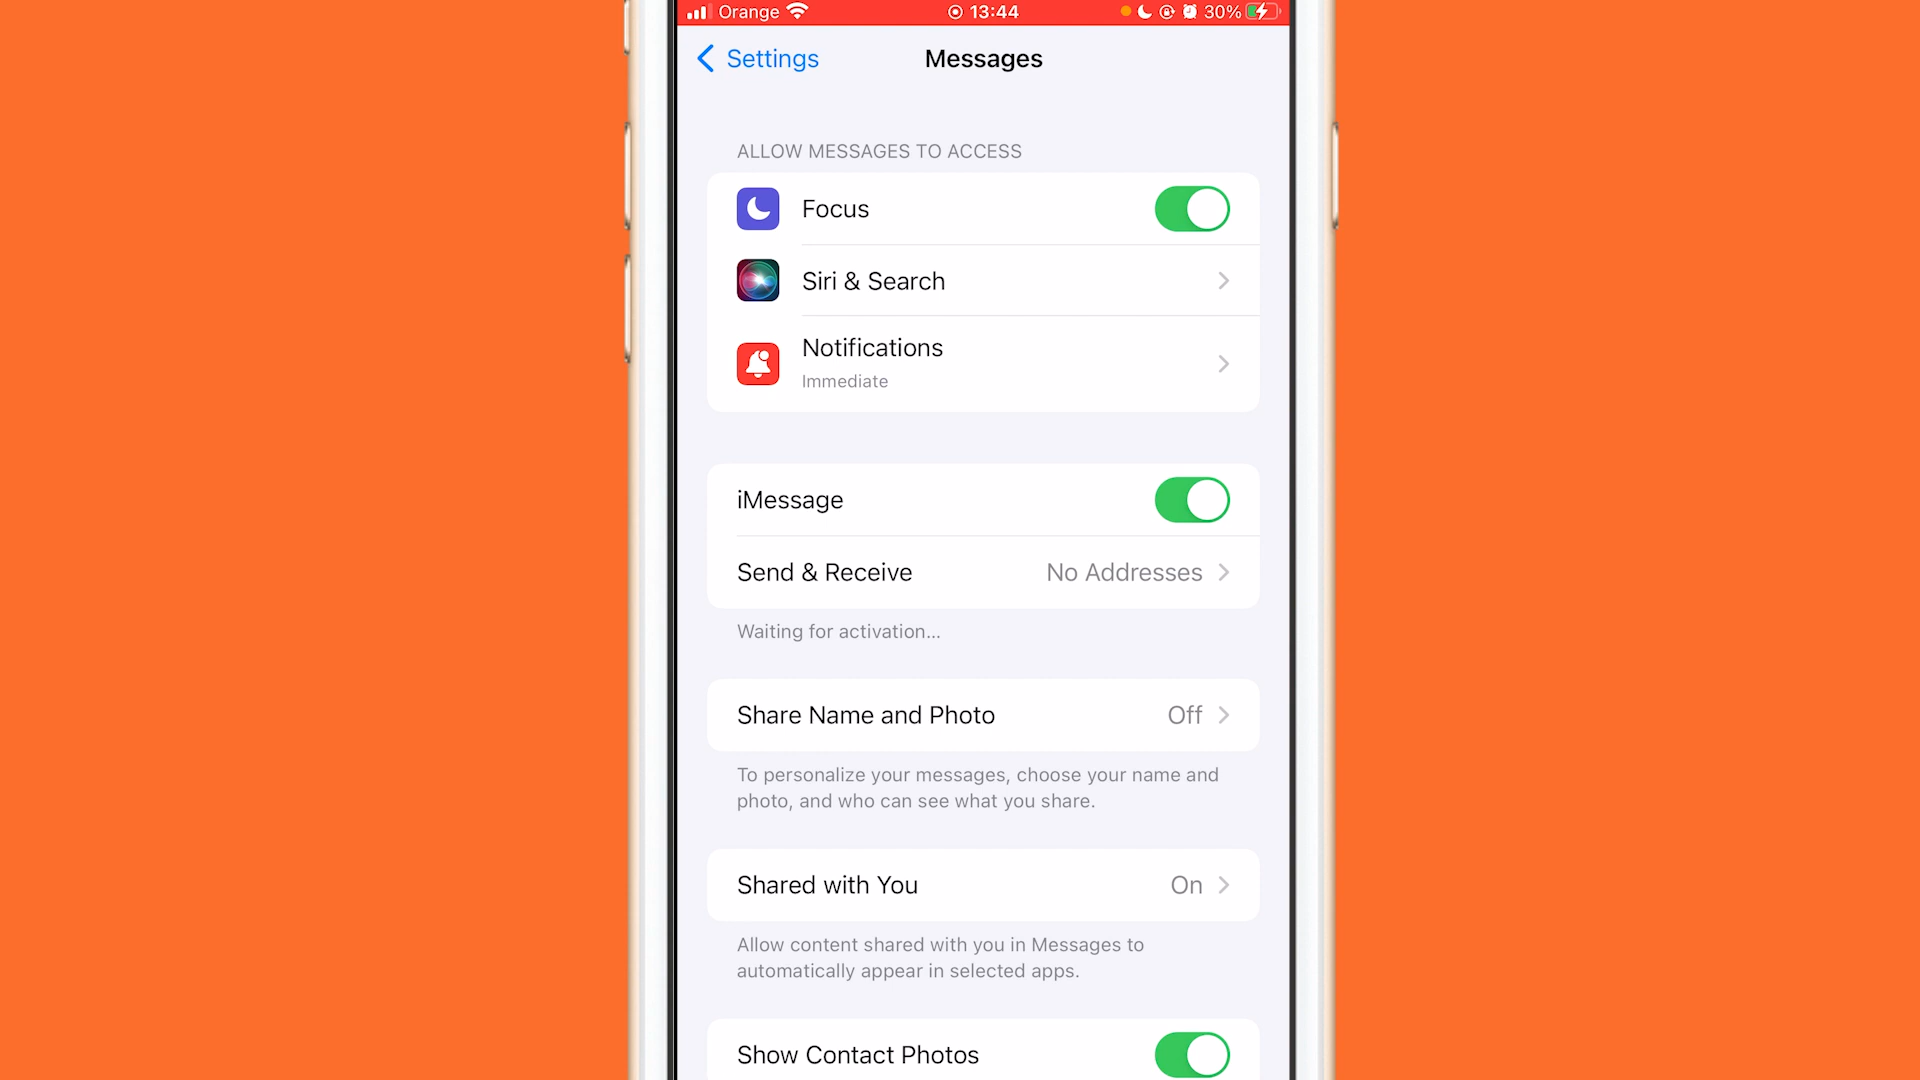 Orange 13:44 30%
Settings Messages
ALLOW MESSAGES TO ACCESS
Focus
Siri & Search
Notifications
Immediate
iMessage
Send & Receive No Addresses
Waiting for activation...
Share Name and Photo Off
To personalize your messages, choose your name and
photo, and who can see what you share.
Shared with You On
Allow content shared with you in Messages to
automatically appear in selected apps.
Show Contact Photos